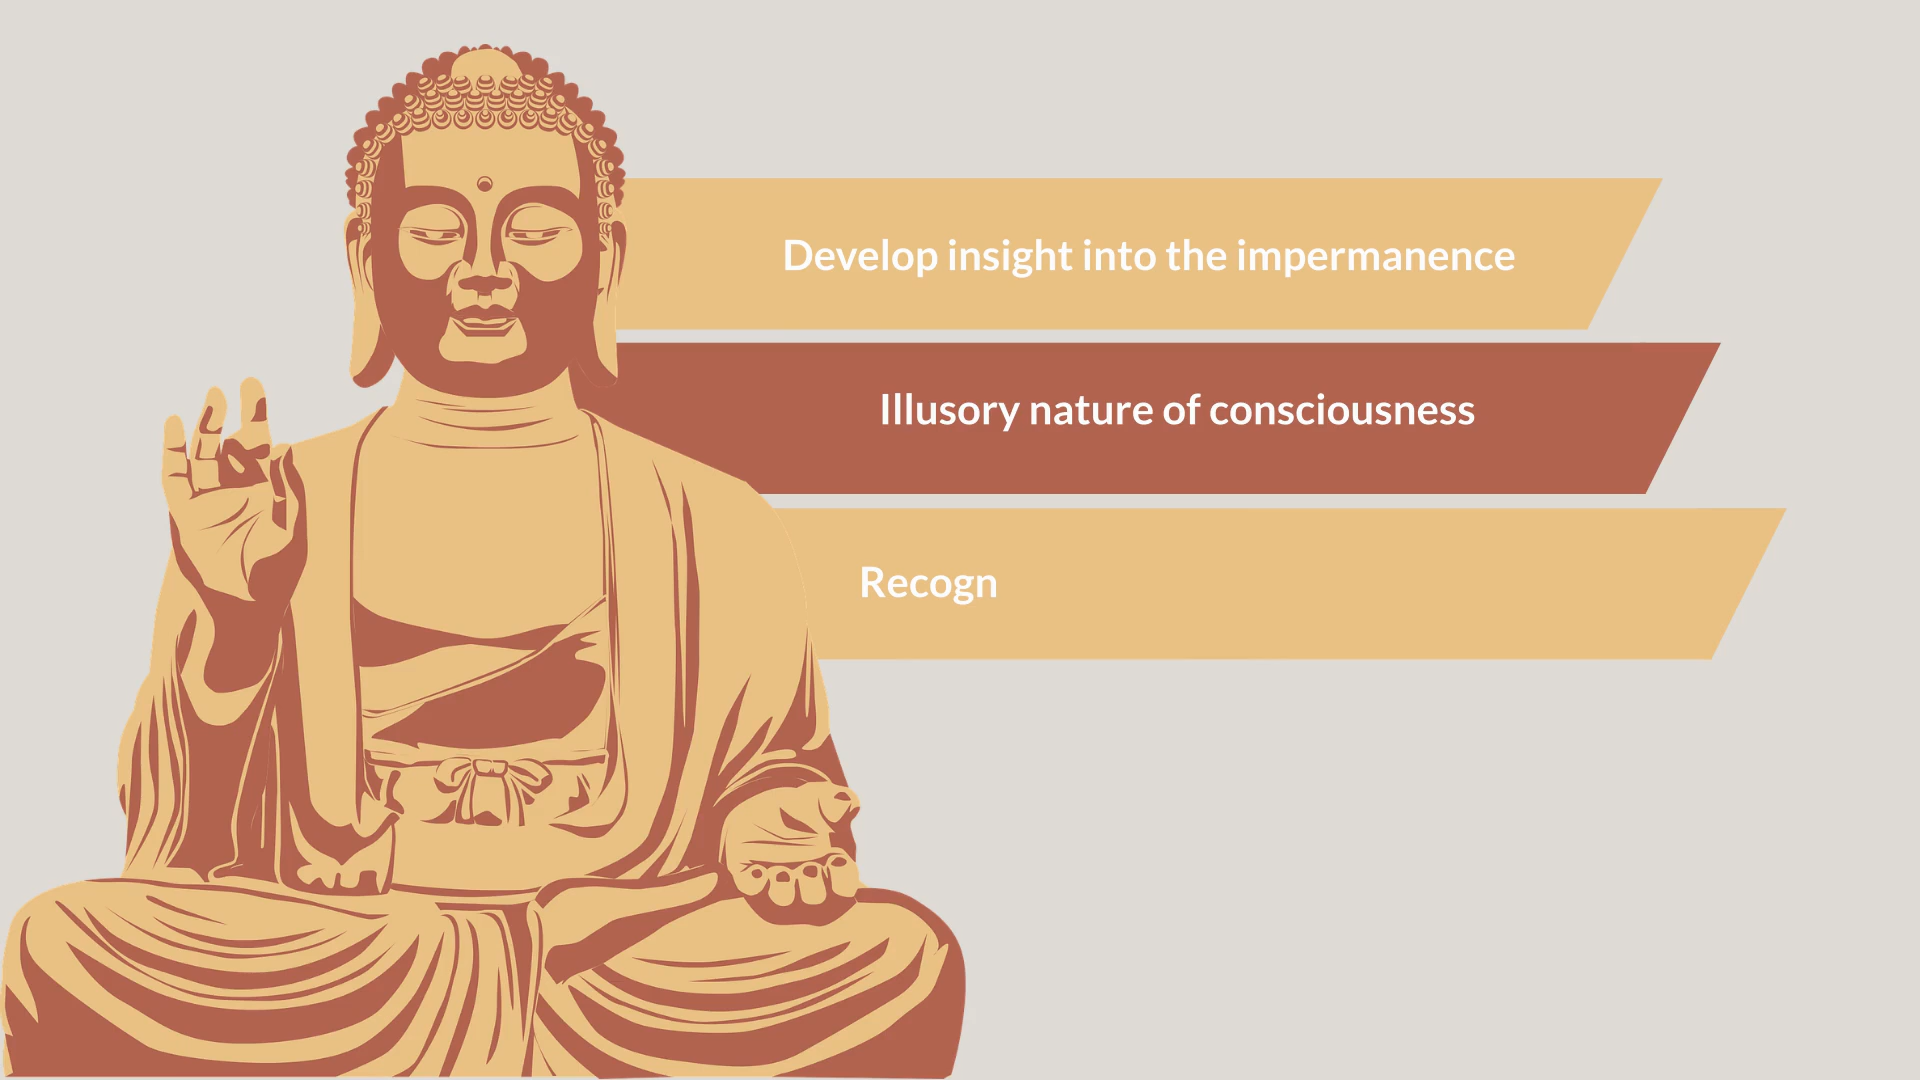 Develop insight into the impermanence
Illusory nature of consciousness
Recogn